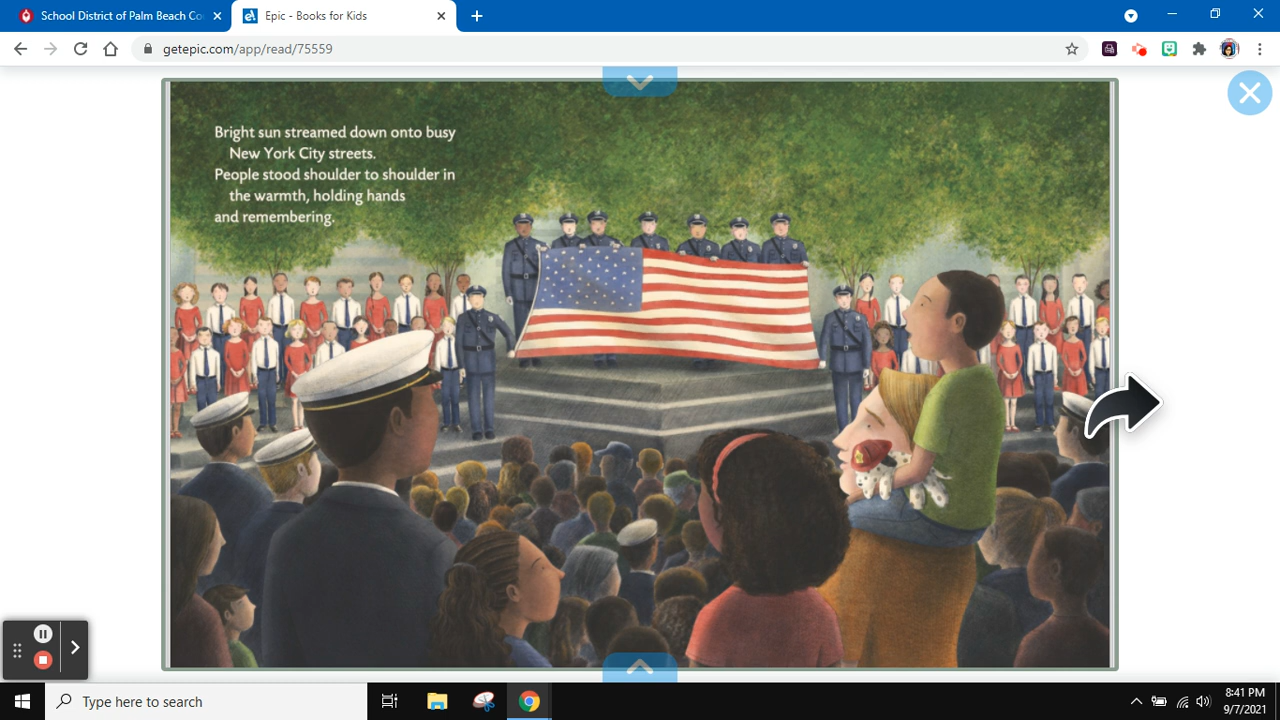 School District of Palm Beach Co
Epic - Books for Kids
getepic.com/app/read/75559
Bright sun streamed down onto busy
New York City streets.
People stood shoulder to shoulder in
the warmth, holding hands
and remembering.
Type here to search
8:41 PM
9/7/2021